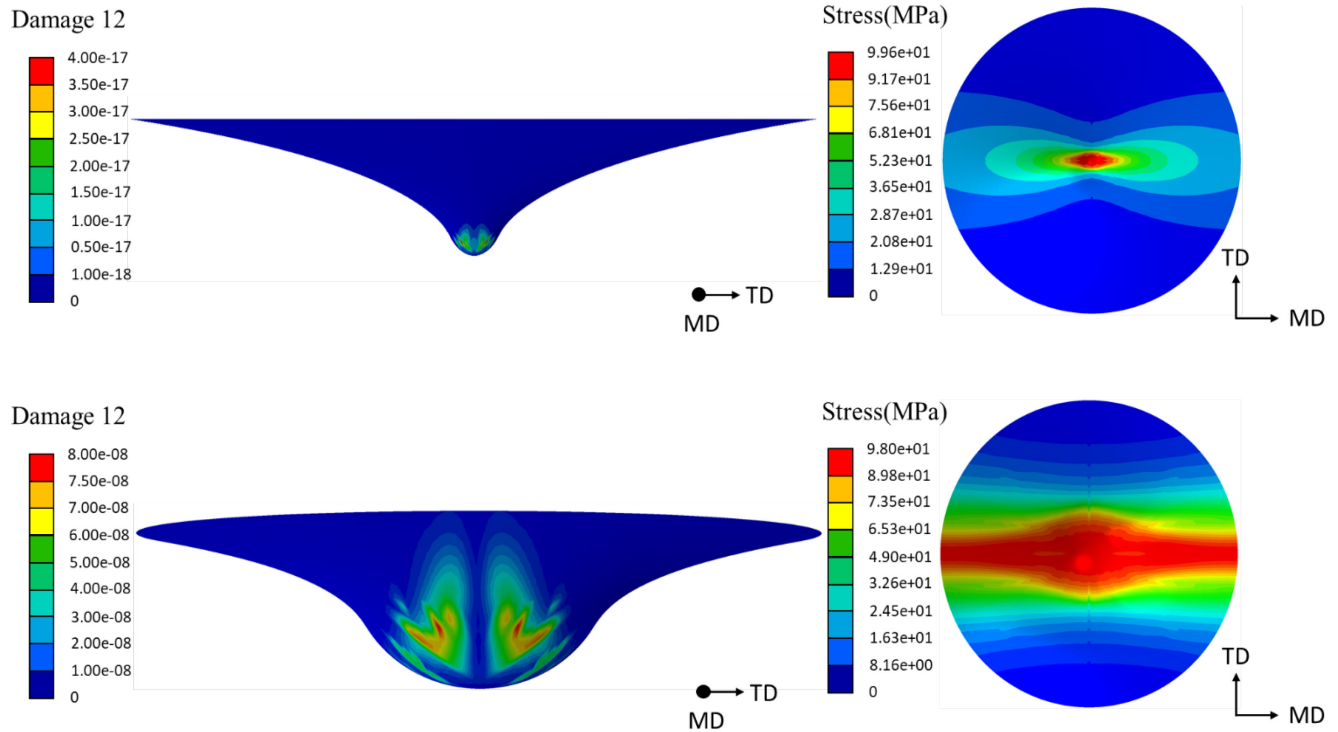 Damage 12
4.00e-17
3.50e-17
3.00e-17
2.50e-17
2.00e-17
1.50e-17
1.00e-17
0.50e-17
1.00e-18
0
TD
MD
Stress(MPa)
9.96e+01
9.17e+01
7.56e+01
6.81e+01
5.23e+01
3.65e+01
2.87e+01
2.08e+01
1.29e+01
0
TD
MD
Damage 12
8.00e-08
7.50e-08
7.00e-08
6.00e-08
5.00e-08
4.00e-08
3.00e-08
2.00e-08
1.00e-08
0
TD
MD
Stress(MPa)
9.80e+01
8.98e+01
7.35e+01
6.53e+01
4.90e+01
3.26e+01
2.45e+01
1.63e+01
8.16e+00
0
TD
MD